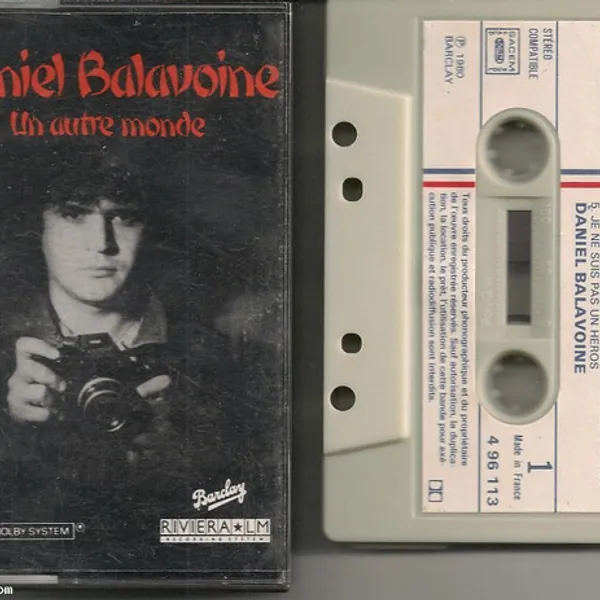 niel Balavoine
Un autre monde
Barclay
OLBY SYSTEM ®
RIVIERA★LM
RECORDING SYSTEM
om
STÉRÉO
COMPATIBLE
SACEM
Ⓟ 1980
BARCLAY
5. JE NE SUIS PAS UN HEROS
DANIEL BALAVOINE
Tous droits du producteur phonographique et du propriétaire
de l'œuvre enregistrée réservés. Sauf autorisation, la duplica-
tion, la location, le prêt, l'utilisation de cette bande pour exé-
cution publique et radiodiffusion sont interdits.
1
Made in France
4 96 113